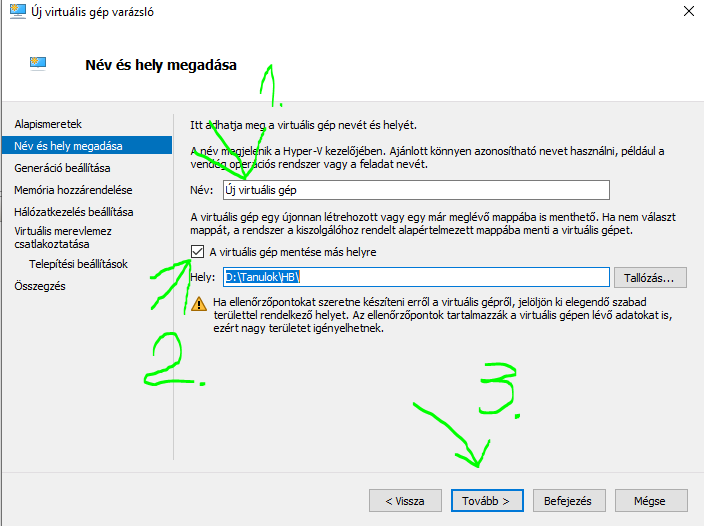 Új virtuális gép varázsló
Név és hely megadása
1.
Alapismeretek
Név és hely megadása
Generáció beállítása
Memória hozzárendelése
Hálózatkezelés beállítása
Virtuális merevlemez
csatlakoztatása
Telepítési beállítások
Összegzés
Itt adhatja meg a virtuális gép nevét és helyét.
A név megjelenik a Hyper-V kezelőjében. Ajánlott könnyen azonosítható nevet használni, például a
vendég operációs rendszer vagy a feladat nevét.
Név: Új virtuális gép
A virtuális gép egy újonnan létrehozott vagy egy már meglévő mappába is menthető. Ha nem választ
mappát, a rendszer a kiszolgálóhoz rendelt alapértelmezett mappába menti a virtuális gépet.
A virtuális gép mentése más helyre
Hely: D:\Tanulok\HB\ Tallózás...
Ha ellenőrzőpontokat szeretne készíteni erről a virtuális gépről, jelöljön ki elegendő szabad
területtel rendelkező helyet. Az ellenőrzőpontok tartalmazzák a virtuális gépen lévő adatokat is,
ezért nagy területet igényelhetnek.
2.
3.
< Vissza Tovább > Befejezés Mégse